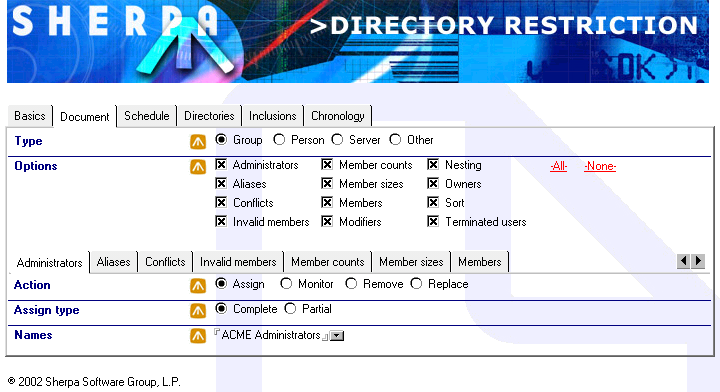 SHERPA >DIRECTORY RESTRICTION
Basics Document Schedule Directories Inclusions Chronology
Type Group Person Server Other
Options Administrators Member counts Nesting -All- -None-
Aliases Member sizes Owners
Conflicts Members Sort
Invalid members Modifiers Terminated users
Administrators Aliases Conflicts Invalid members Member counts Member sizes Members
Action Assign Monitor Remove Replace
Assign type Complete Partial
Names ACME Administrators
® 2002 Sherpa Software Group, L.P.